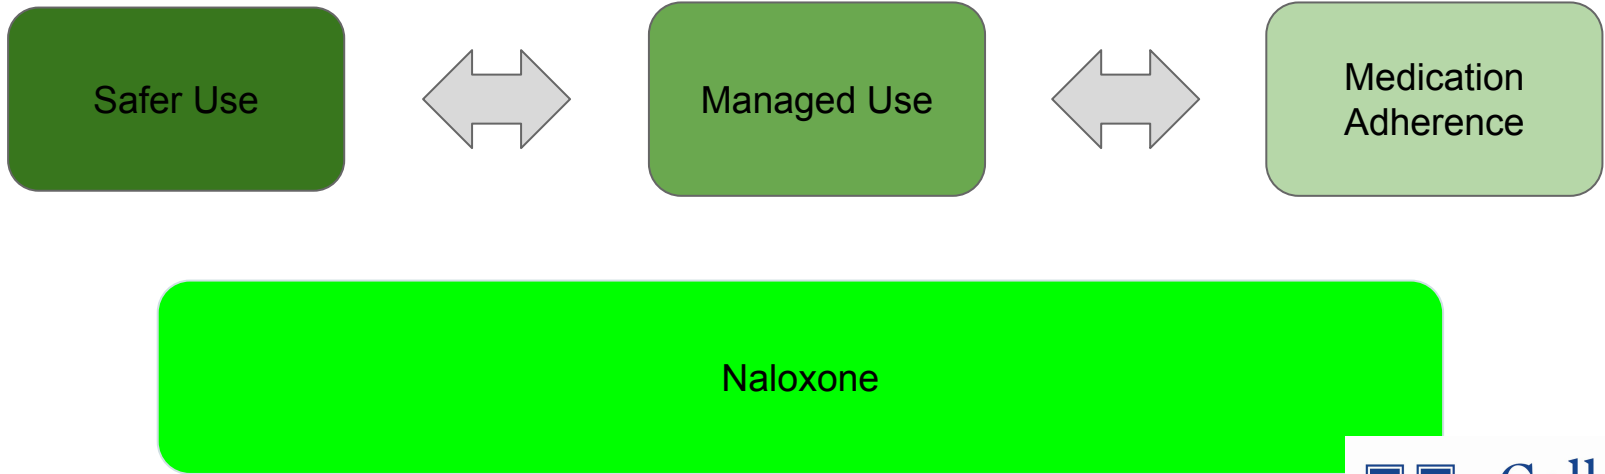 Safer Use
Managed Use
Medication
Adherence
Naloxone